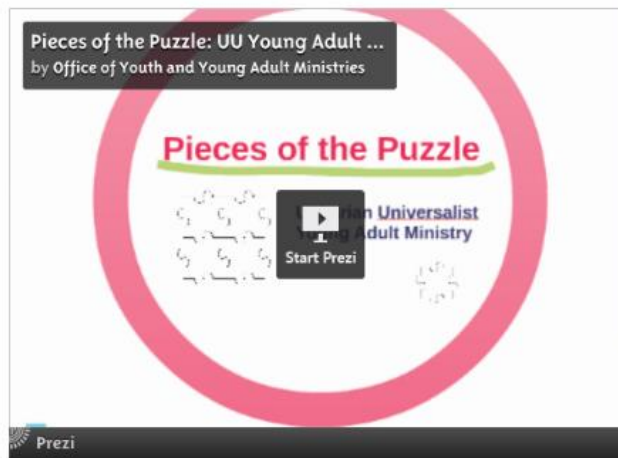 Pieces of the Puzzle: UU Young Adult ...
by Office of Youth and Young Adult Ministries
Pieces of the Puzzle
Universalist
Adult Ministry
Start Prezi
Prezi